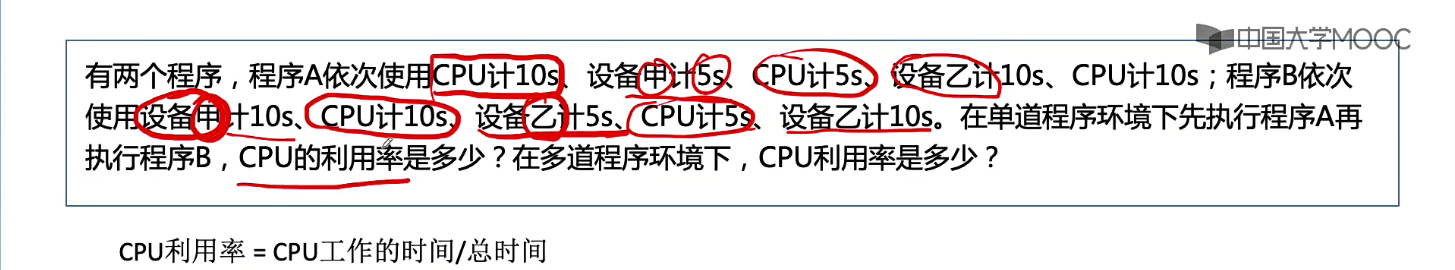 中国大学MOOC
有两个程序，程序A依次使用CPU计10s、设备甲计5s、CPU计5s、设备乙计10s、CPU计10s；程序B依次
使用设备甲计10s、CPU计10s、设备乙计5s、CPU计5s、设备乙计10s。在单道程序环境下先执行程序A再
执行程序B，CPU的利用率是多少？在多道程序环境下，CPU利用率是多少？
CPU利用率 = CPU工作的时间/总时间